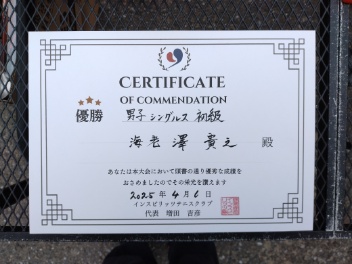 CERTIFICATE
OF COMMENDATION
優勝 男子シングルス 初級
海老澤 貴之 殿
あなたは本大会において頭書の通り優秀な成績を
おさめましたのでその栄光を讃えます
2025年4月6日
インスピリッツテニスクラブ
代表 増田 吉彦